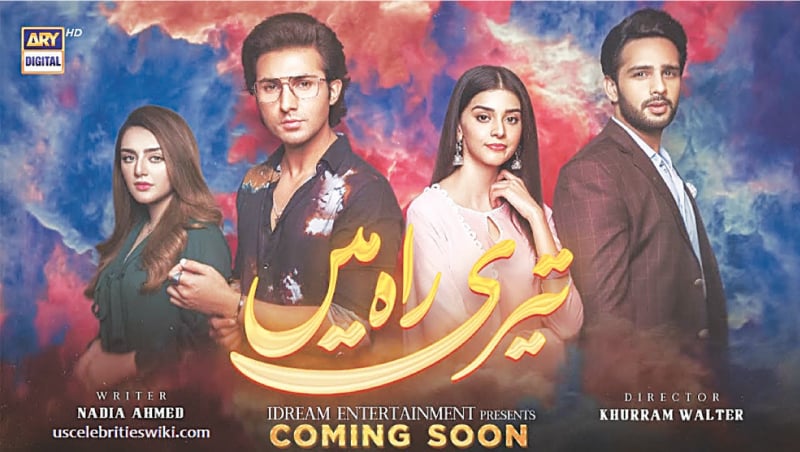 ARY HD
DIGITAL
تیری راہ میں
WRITER
NADIA AHMED
uscelebritieswiki.com
IDREAM ENTERTAINMENT PRESENTS
COMING SOON
DIRECTOR
KHURRAM WALTER